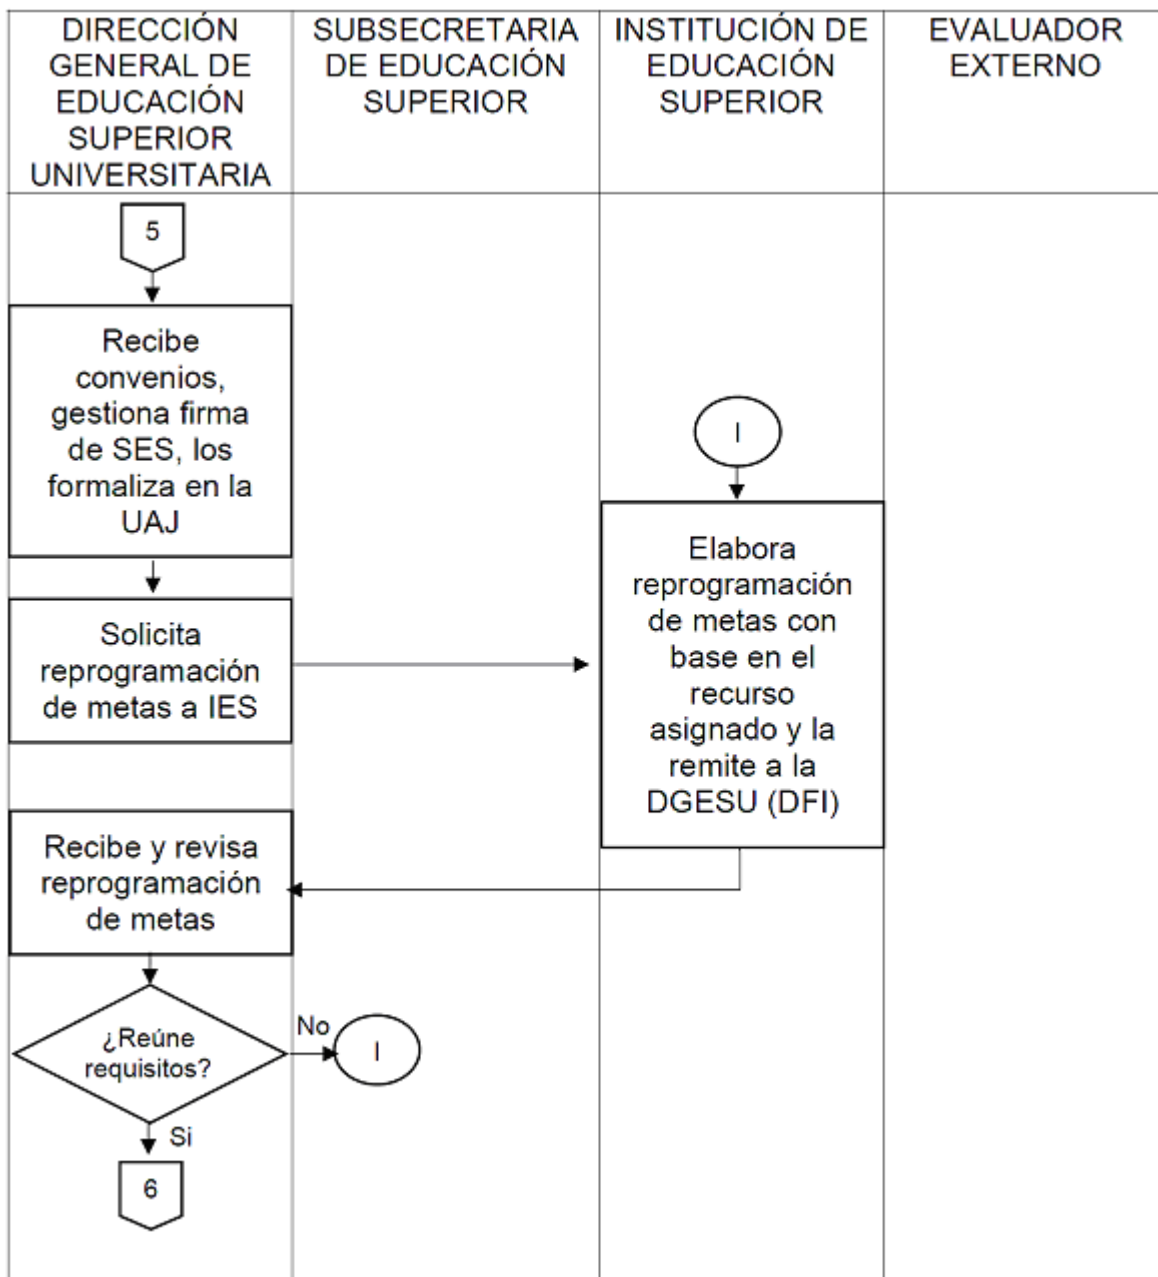 DIRECCIÓN
GENERAL DE
EDUCACIÓN
SUPERIOR
UNIVERSITARIA
SUBSECRETARIA
DE EDUCACIÓN
SUPERIOR
INSTITUCIÓN DE
EDUCACIÓN
SUPERIOR
EVALUADOR
EXTERNO
5
Recibe
convenios,
gestiona firma
de SES, los
formaliza en la
UAJ
Solicita
reprogramación
de metas a IES
I
Elabora
reprogramación
de metas con
base en el
recurso
asignado y la
remite a la
DGESU (DFI)
Recibe y revisa
reprogramación
de metas
¿Reúne
requisitos?
No
I
Si
6